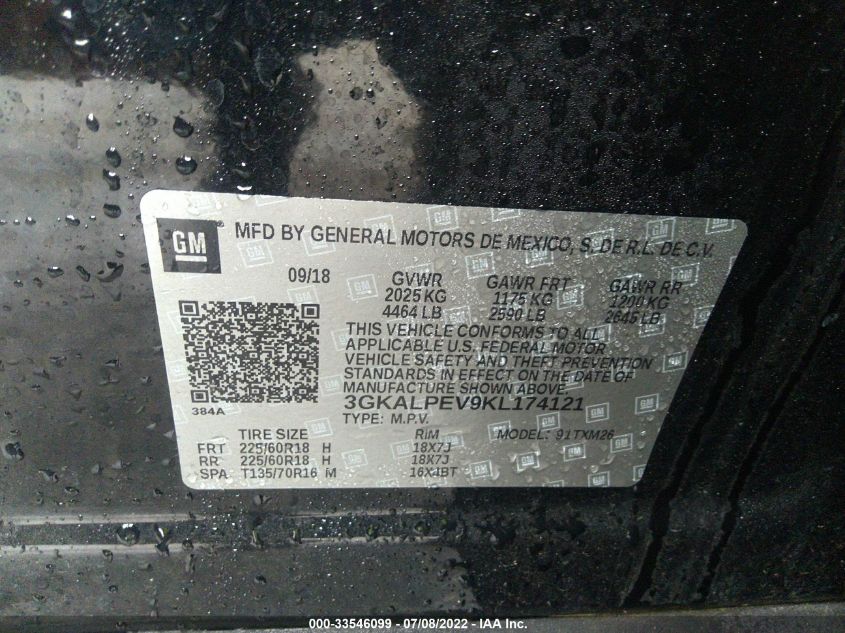 GM
MFD BY GENERAL MOTORS DE MEXICO, S. DE R.L. DE C.V.
09/18 GVWR GAWR FRT GAWR RR
2025 KG 1175 KG 1200 KG
4464 LB 2590 LB 2645 LB
THIS VEHICLE CONFORMS TO ALL
APPLICABLE U.S. FEDERAL MOTOR
VEHICLE SAFETY AND THEFT PREVENTION
STANDARDS IN EFFECT ON THE DATE OF
MANUFACTURE SHOWN ABOVE.
384A
3GKALPEV9KL174121
TYPE: M.P.V.
TIRE SIZE RIM MODEL: 91TXM26
FRT 225/60R18 H 18X7J
RR 225/60R18 H 18X7J
SPA T135/70R16 M 16X4BT
000-33546099 - 07/08/2022 - IAA Inc.